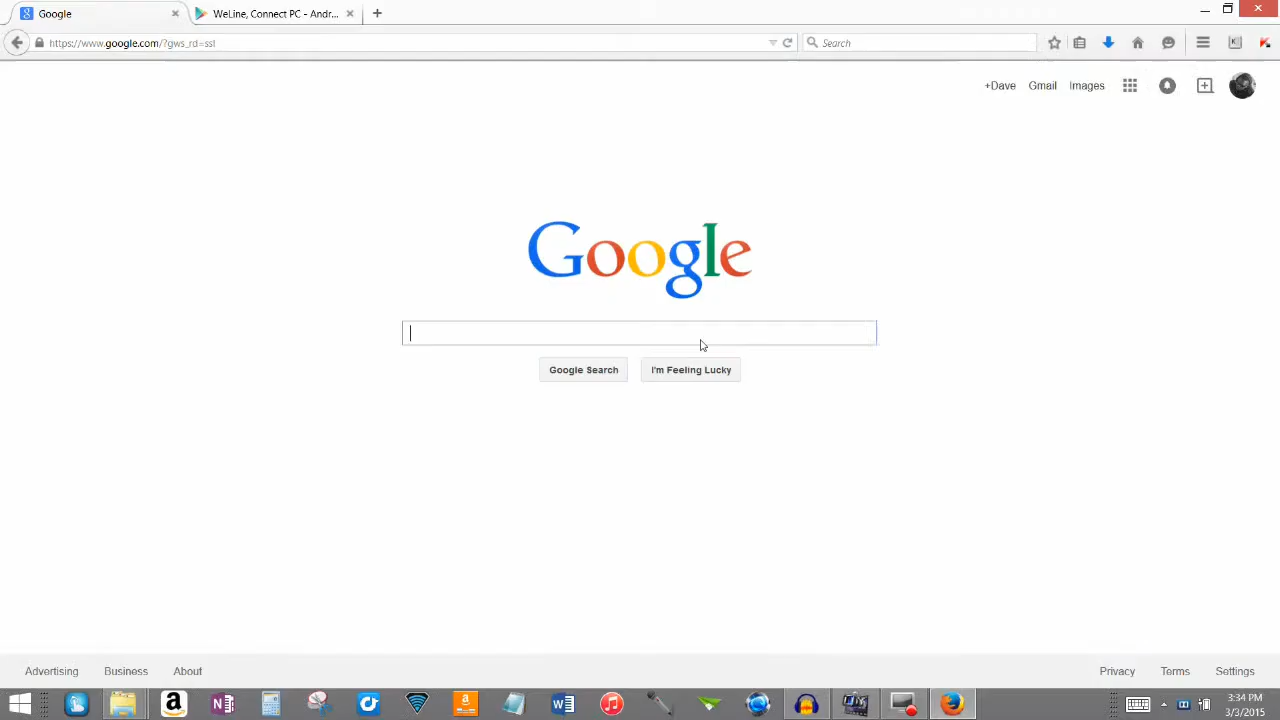 Google
WeLine, Connect PC - Andr...
https://www.google.com/?gws_rd=ssl
Search
+Dave
Gmail
Images
Google
Google Search
I'm Feeling Lucky
Advertising
Business
About
Privacy
Terms
Settings
3:34 PM
3/3/2015